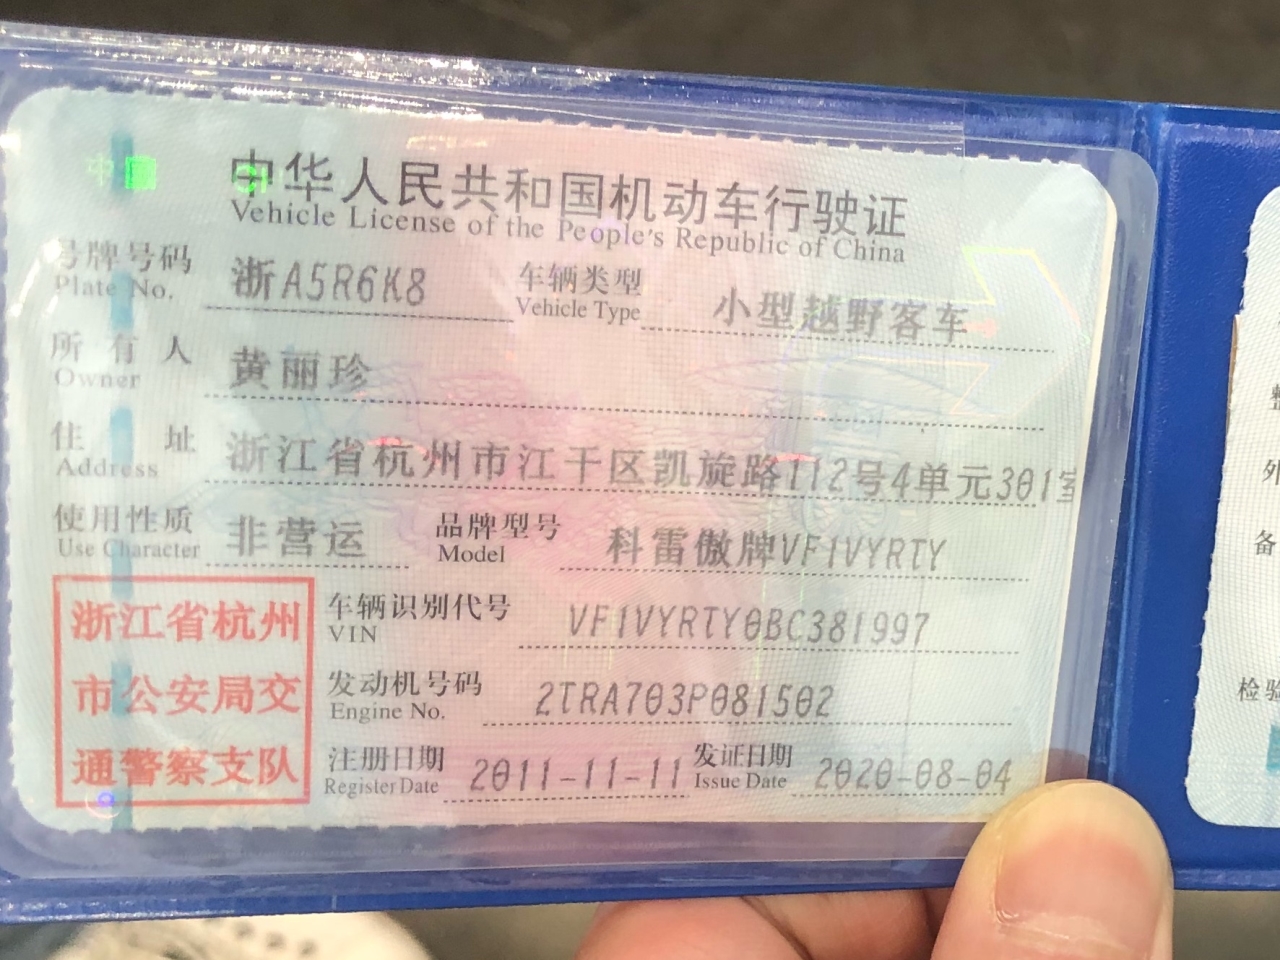 中国
中华人民共和国机动车行驶证
Vehicle License of the People's Republic of China
号牌号码 浙A5R6K8 车辆类型 小型越野客车
Plate No. Vehicle Type
所有人 黄丽珍
Owner
住址 浙江省杭州市江干区凯旋路112号4单元301室
Address
使用性质 非营运 品牌型号 科雷傲牌VF1VYRTY
Use Character Model
浙江省杭州
市公安局交
通警察支队
车辆识别代号 VF1VYRTY0BC381997
VIN
发动机号码 2TRA703P081502
Engine No.
注册日期 2011-11-11 发证日期 2020-08-04
Register Date Issue Date
整
外
备
检验